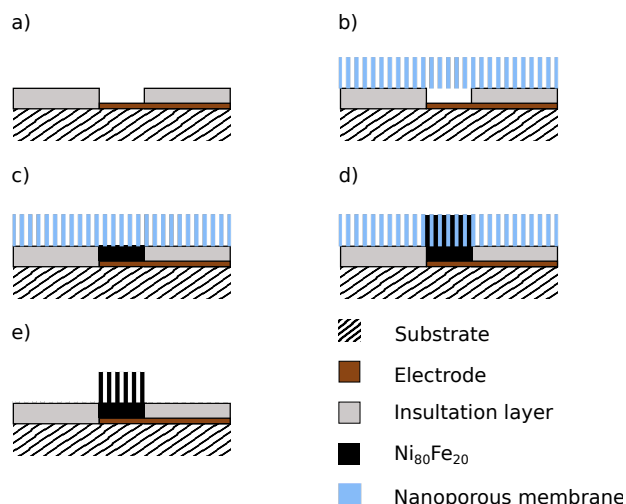 a)
b)
c)
d)
e)
Substrate
Electrode
Insultation layer
Ni₈₀Fe₂₀
Nanoporous membrane